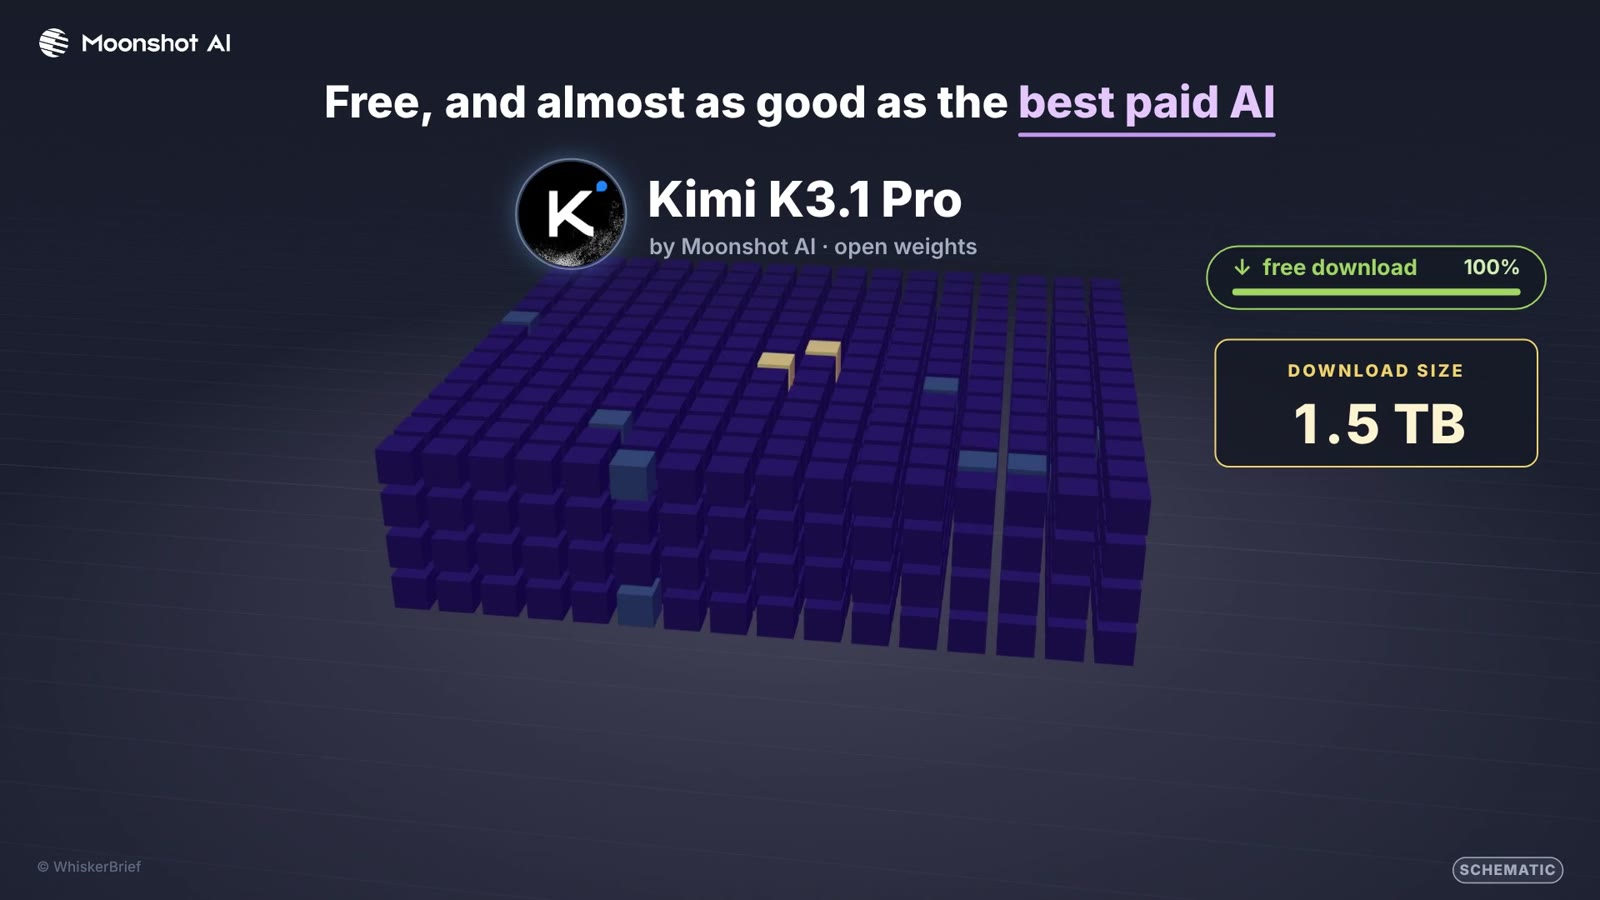 Moonshot AI
Free, and almost as good as the best paid AI
Kimi K3.1 Pro
by Moonshot AI · open weights
↓ free download 100%
DOWNLOAD SIZE
1.5 TB
© WhiskerBrief
SCHEMATIC